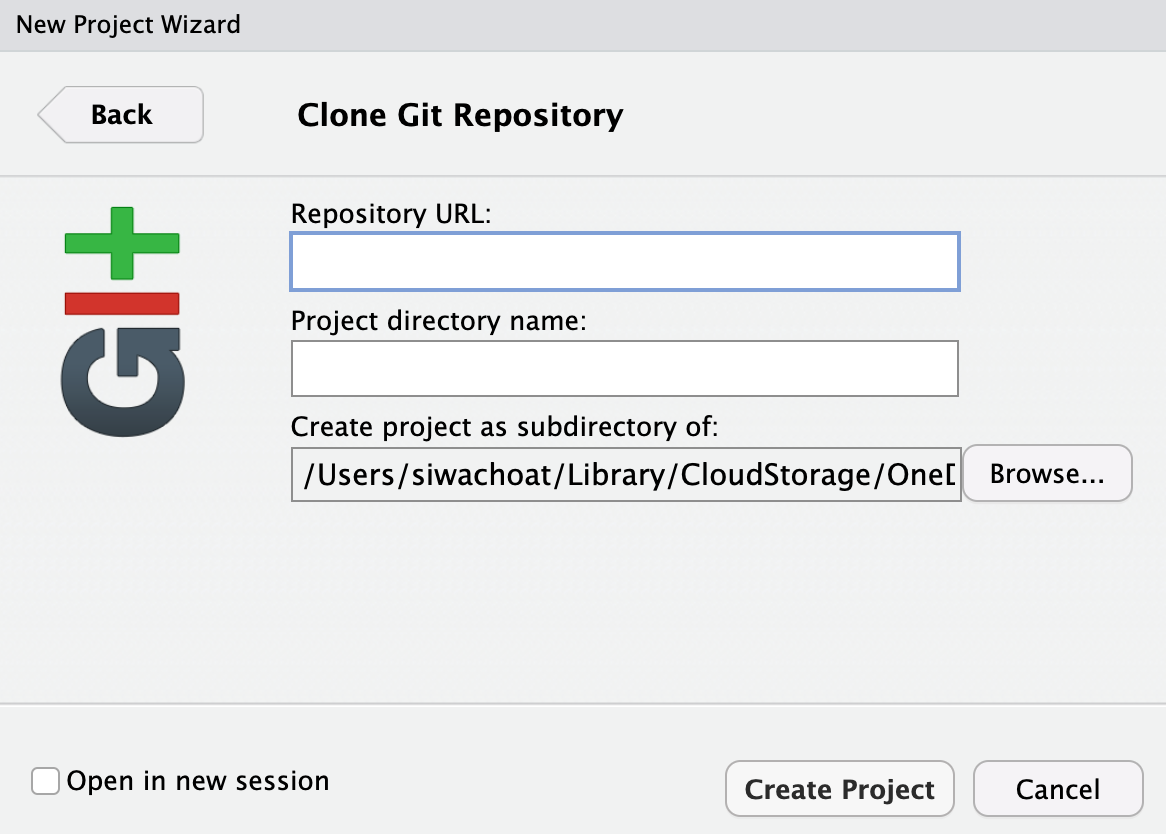 New Project Wizard
Back
Clone Git Repository
GIT
Repository URL:
Project directory name:
Create project as subdirectory of:
/Users/siwachoat/Library/CloudStorage/OneD
Browse...
Open in new session
Create Project
Cancel